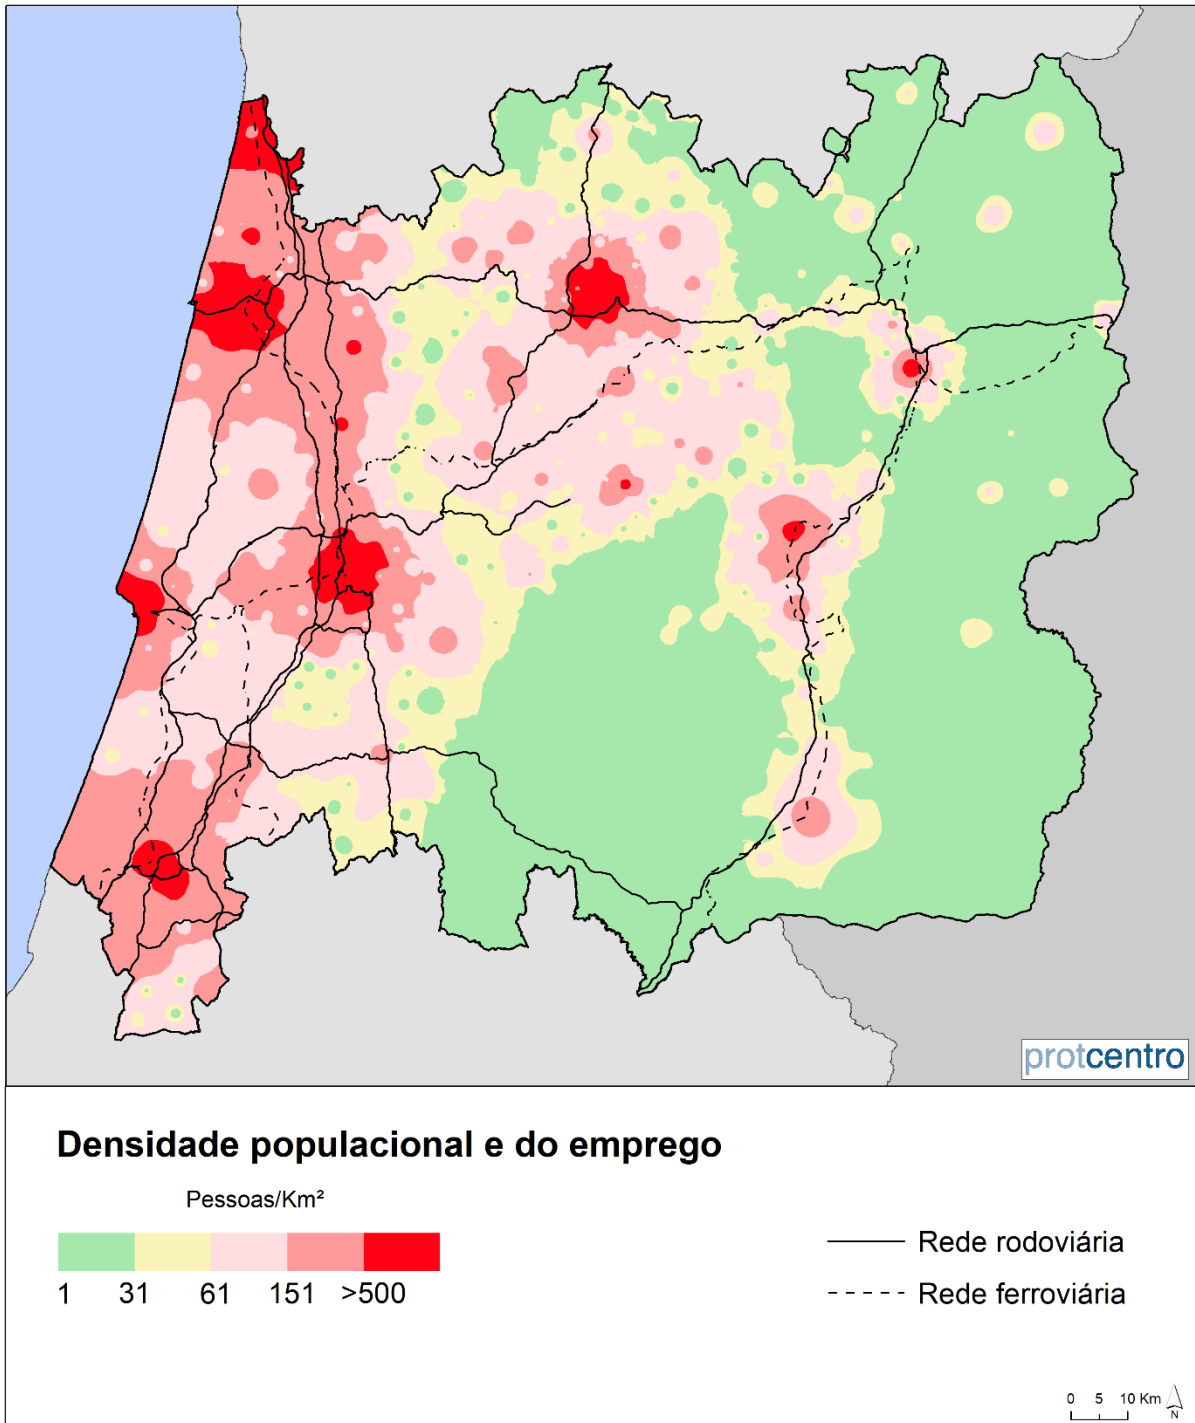 protcentro
Densidade populacional e do emprego
Pessoas/Km²
1 31 61 151 >500
Rede rodoviária
Rede ferroviária
0 5 10 Km
N